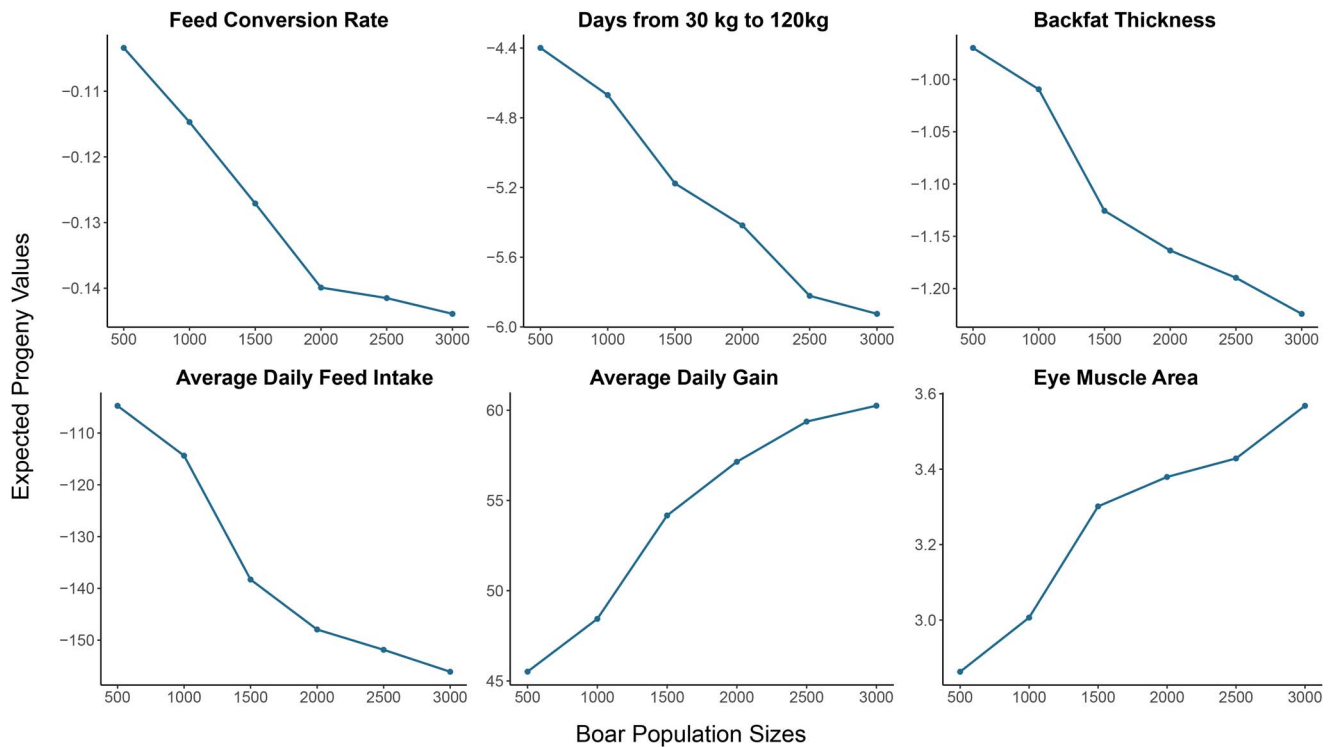 Feed Conversion Rate
−0.11
−0.12
−0.13
−0.14
500 1000 1500 2000 2500 3000
Days from 30 kg to 120kg
−4.4
−4.8
−5.2
−5.6
−6.0
500 1000 1500 2000 2500 3000
Backfat Thickness
−1.00
−1.05
−1.10
−1.15
−1.20
500 1000 1500 2000 2500 3000
Expected Progeny Values
Average Daily Feed Intake
−110
−120
−130
−140
−150
500 1000 1500 2000 2500 3000
Average Daily Gain
60
55
50
45
500 1000 1500 2000 2500 3000
Eye Muscle Area
3.6
3.4
3.2
3.0
500 1000 1500 2000 2500 3000
Boar Population Sizes